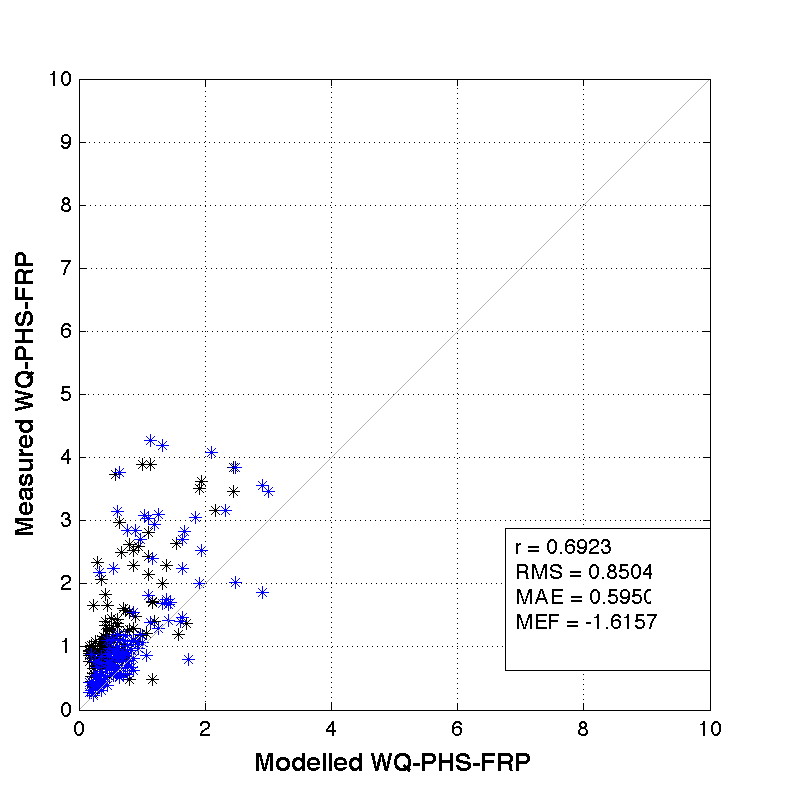 10
9
8
7
6
5
4
3
2
1
0
Measured WQ-PHS-FRP
r = 0.6923
RMS = 0.8504
MAE = 0.5950
MEF = -1.6157
0 2 4 6 8 10
Modelled WQ-PHS-FRP